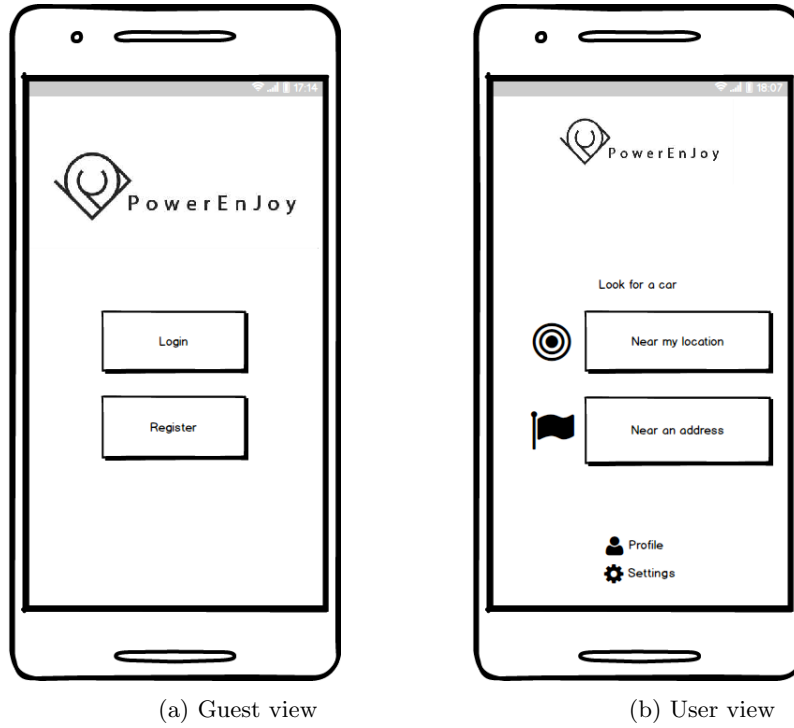 17:14
PowerEnJoy
Login
Register
(a) Guest view
18:07
PowerEnJoy
Look for a car
Near my location
Near an address
Profile
Settings
(b) User view